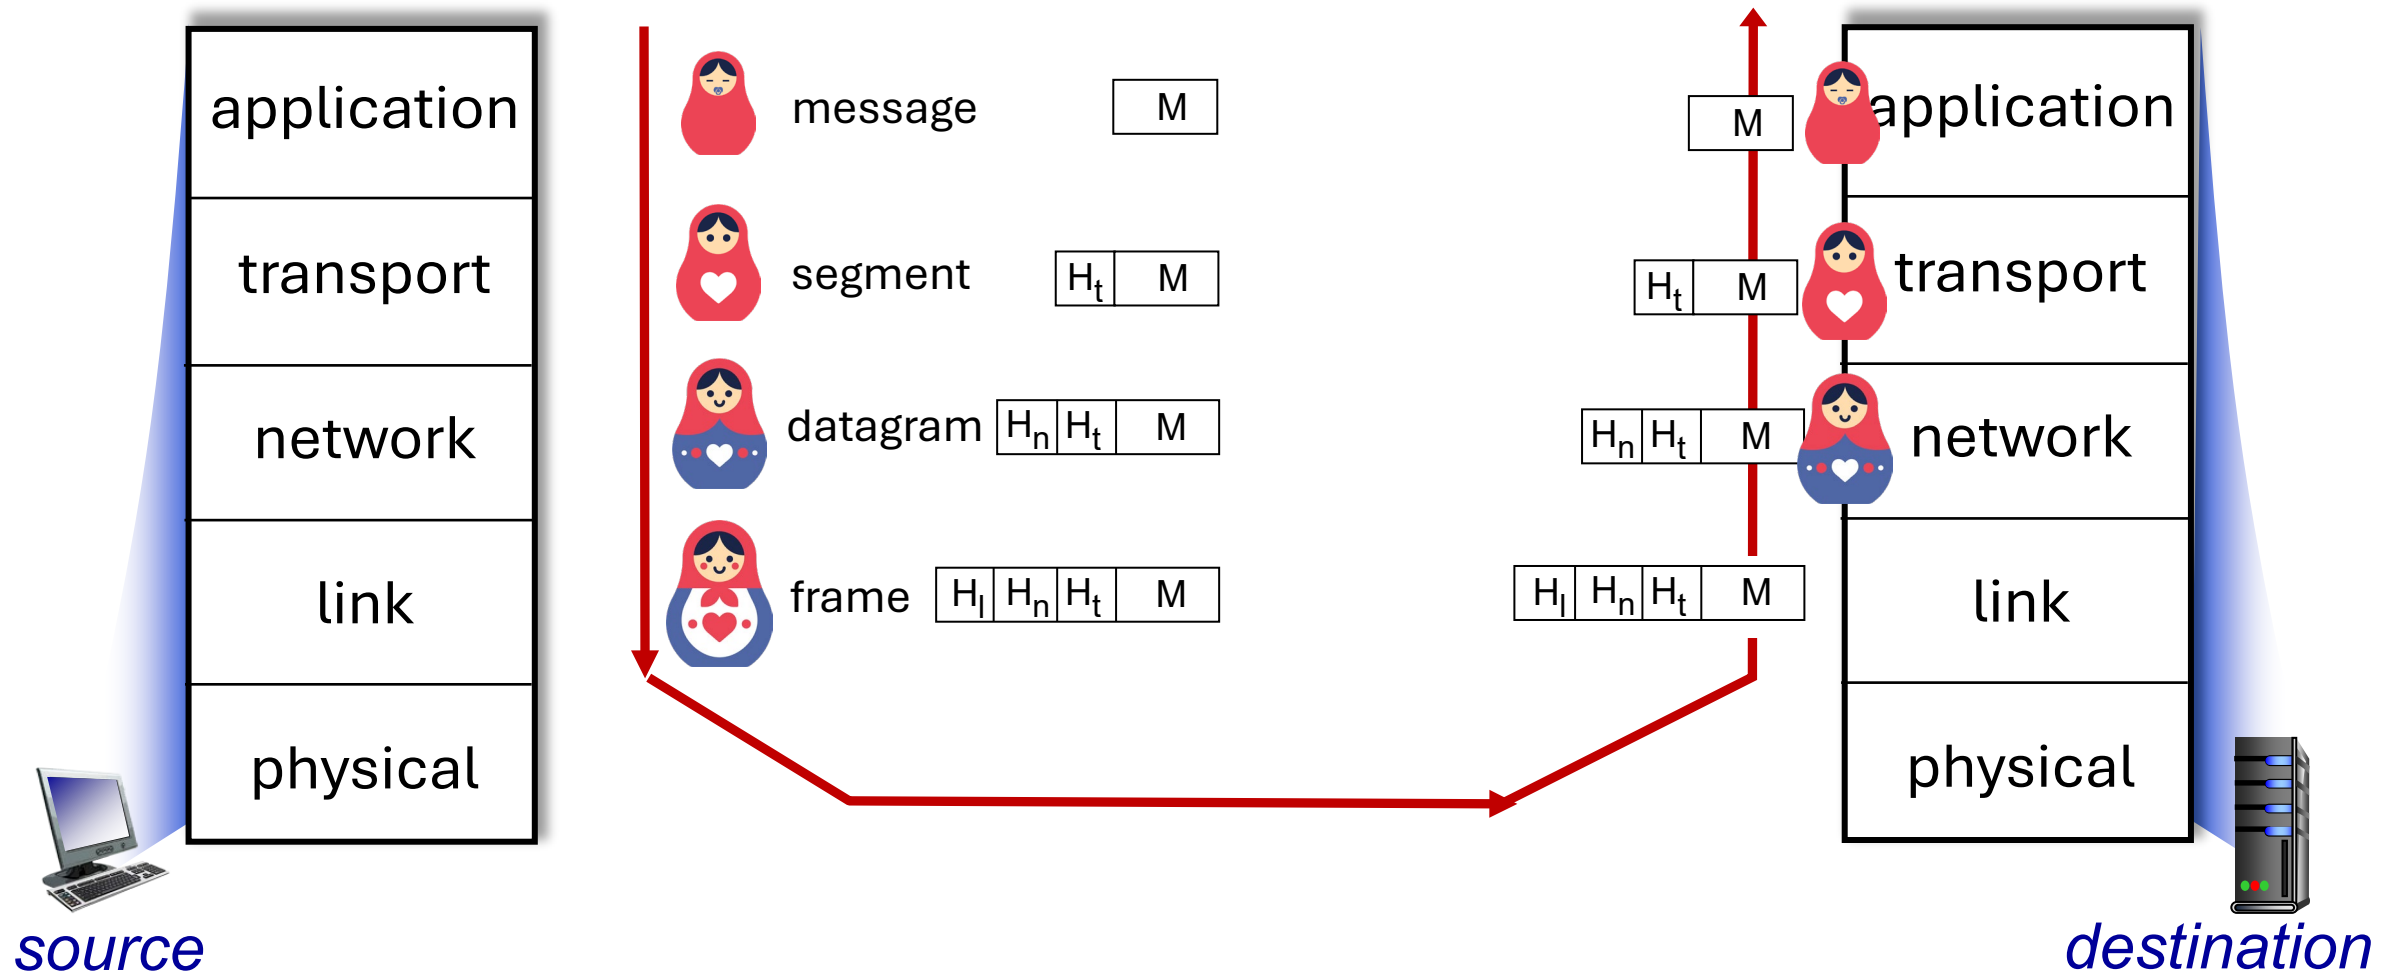 application
transport
network
link
physical
source
message
M
segment
Ht M
datagram
Hn Ht M
frame
Hl Hn Ht M
M
Ht M
Hn Ht M
Hl Hn Ht M
application
transport
network
link
physical
destination